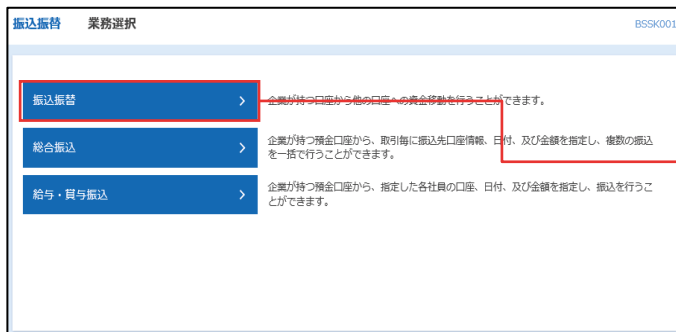 振込振替 業務選択 BSSK001
振込振替 企業が持つ口座から他の口座への資金移動を行うことができます。
総合振込 企業が持つ預金口座から、取引毎に振込先口座情報、日付、及び金額を指定し、複数の振込
を一括で行うことができます。
給与・賞与振込 企業が持つ預金口座から、指定した各社員の口座、日付、及び金額を指定し、振込を行うこ
とができます。